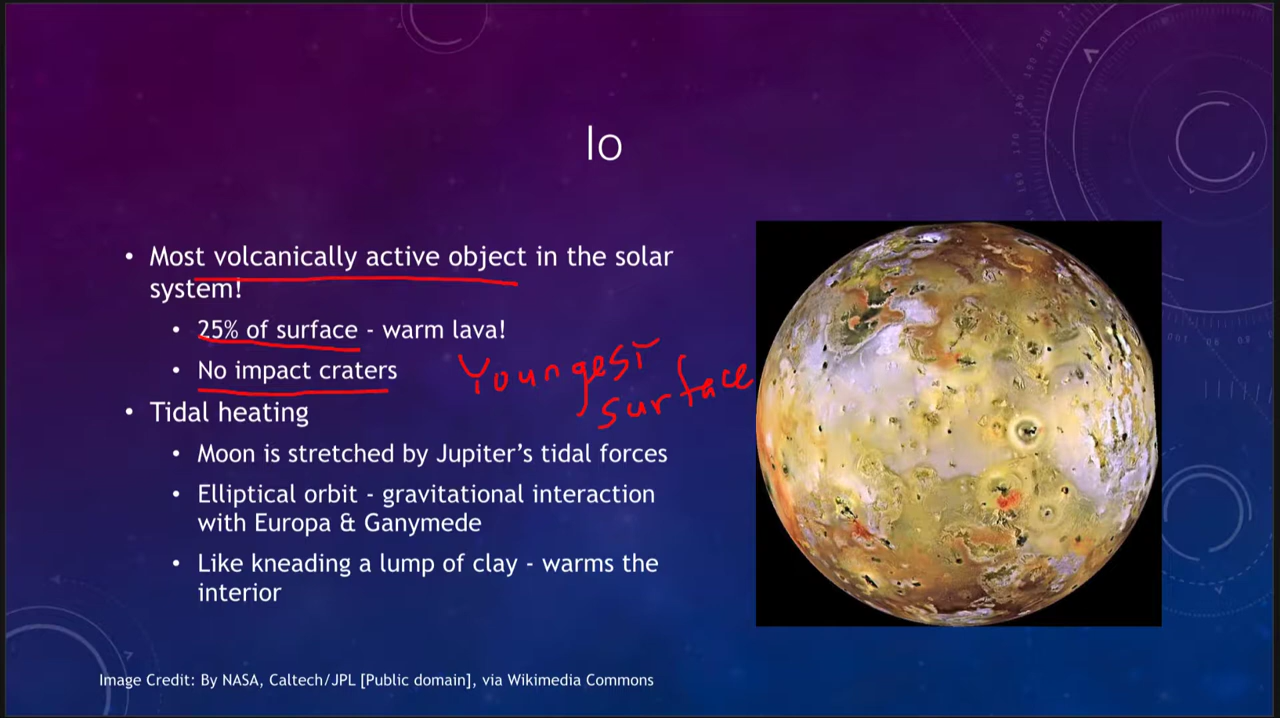 Io
• Most volcanically active object in the solar
system!
• 25% of surface - warm lava!
• No impact craters
Youngest
surface
• Tidal heating
• Moon is stretched by Jupiter’s tidal forces
• Elliptical orbit - gravitational interaction
with Europa & Ganymede
• Like kneading a lump of clay - warms the
interior
Image Credit: By NASA, Caltech/JPL [Public domain], via Wikimedia Commons